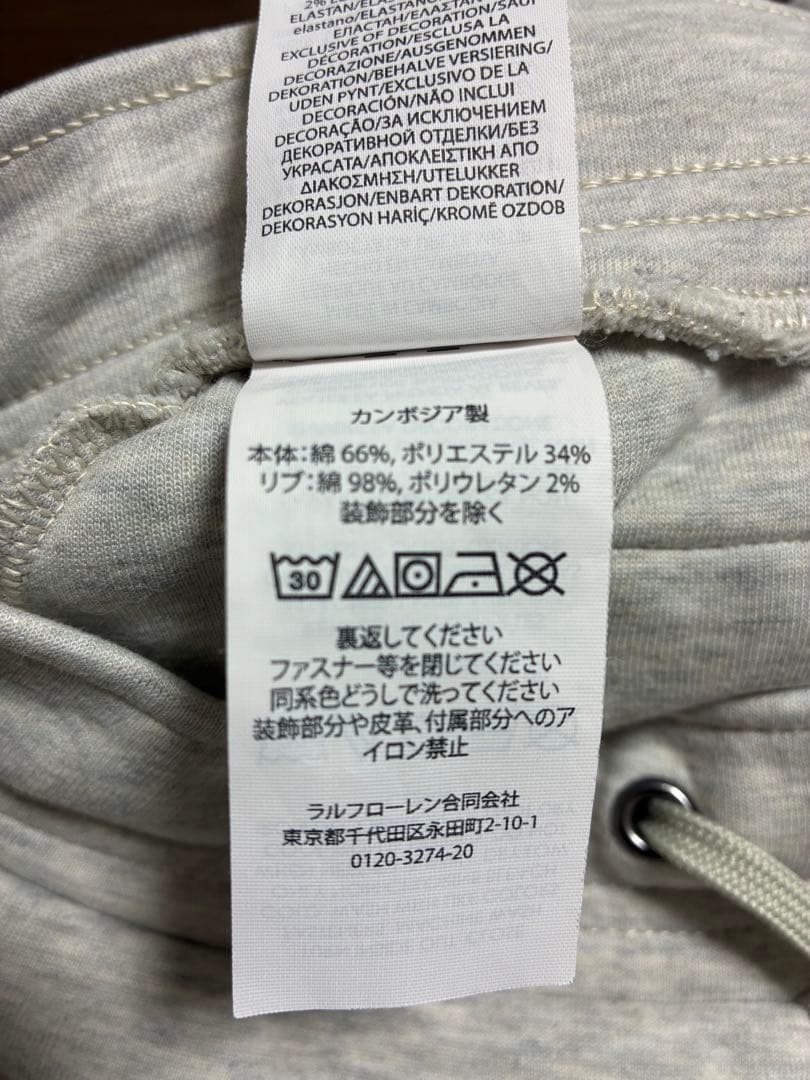 ELASTAN/ELAS
elastano/ELASTANO
ЕЛАСТАН/ΕΛΑΣΤΑΝ
EXCLUSIVE OF DECORATION/SAUF
DÉCORATION/ESCLUSA LA
DECORAZIONE/AUSGENOMMEN
DEKORATION/BEHALVE VERSIERING/
UDEN PYNT/EXCLUSIVO DE LA
DECORACIÓN/NÃO INCLUI
DECORAÇÃO/ЗА ИСКЛЮЧЕНИЕМ
ДЕКОРАТИВНОЙ ОТДЕЛКИ/БЕЗ
УКРАСАТА/ΑΠΟΚΛΕΙΣΤΙΚΗ ΑΠΟ
ΔΙΑΚΟΣΜΗΣΗ/UTELUKKER
DEKORASJON/ENBART DEKORATION/
DEKORASYON HARİÇ/KROMË OZDOB
カンボジア製
本体：綿 66%, ポリエステル 34%
リブ：綿 98%, ポリウレタン 2%
装飾部分を除く
30
裏返してください
ファスナー等を閉じてください
同系色どうしで洗ってください
装飾部分や皮革、付属部分へのア
イロン禁止
ラルフローレン合同会社
東京都千代田区永田町2-10-1
0120-3274-20